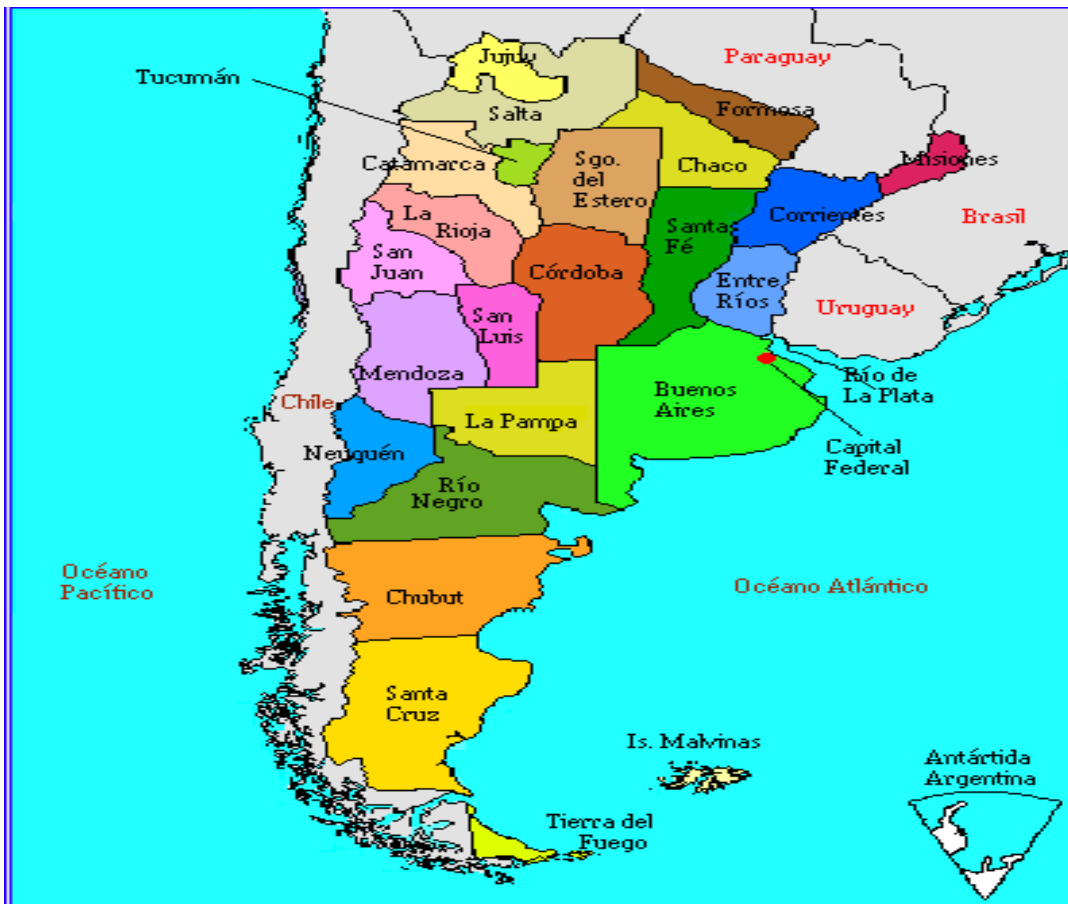 Jujuy
Paraguay
Tucumán
Salta
Formosa
Catamarca
Sgo.
del
Estero
Chaco
Misiones
La
Rioja
Santa
Fé
Corrientes
Brasíl
San
Juan
Córdoba
Entre
Ríos
Uruguay
San
Luis
Mendoza
Buenos
Aires
Río de
La Plata
Chíle
La Pampa
Capital
Federal
Neuquén
Río
Negro
Océano
Pacífico
Chubut
Océano Atlántico
Santa
Cruz
Is. Malvinas
Antártida
Argentina
Tierra del
Fuego